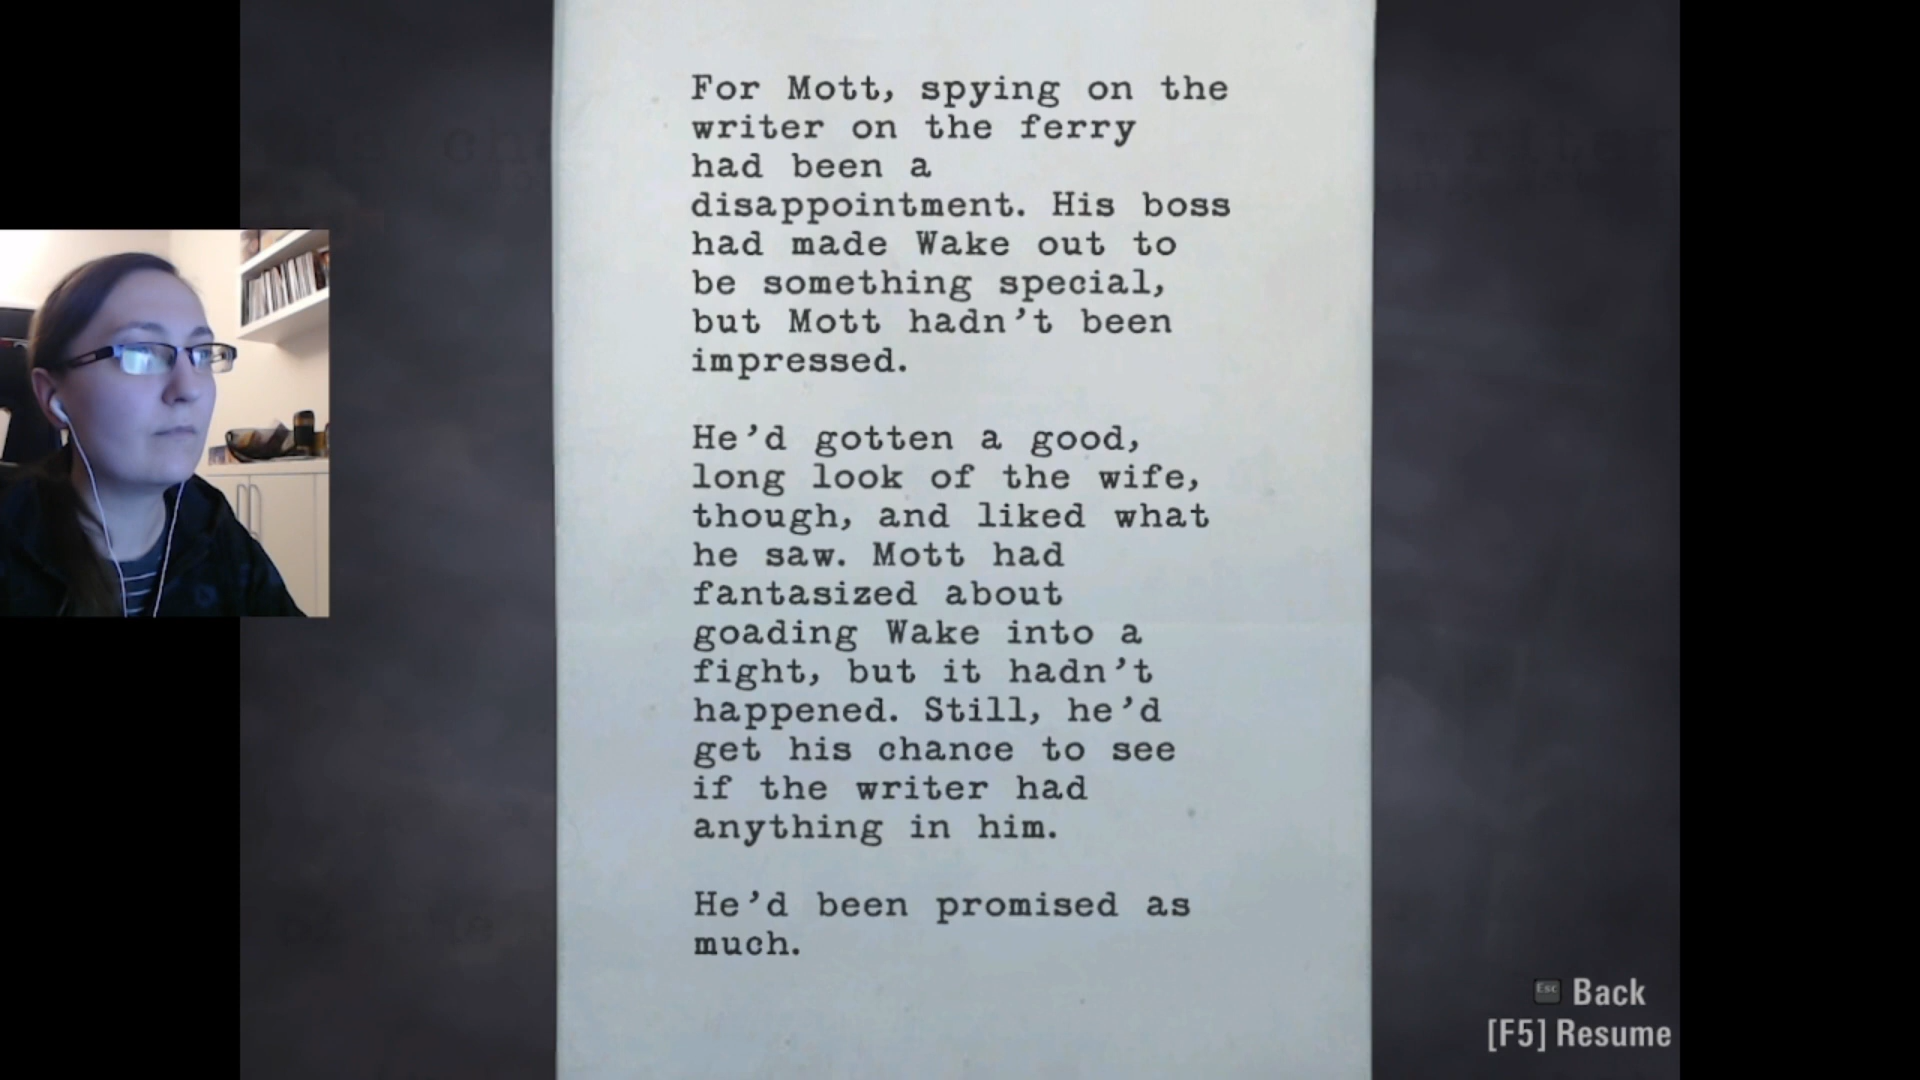 For Mott, spying on the
writer on the ferry
had been a
disappointment. His boss
had made Wake out to
be something special,
but Mott hadn't been
impressed.
He'd gotten a good,
long look of the wife,
though, and liked what
he saw. Mott had
fantasized about
goading Wake into a
fight, but it hadn't
happened. Still, he'd
get his chance to see
if the writer had
anything in him.
He'd been promised as
much.
Esc Back
[F5] Resume